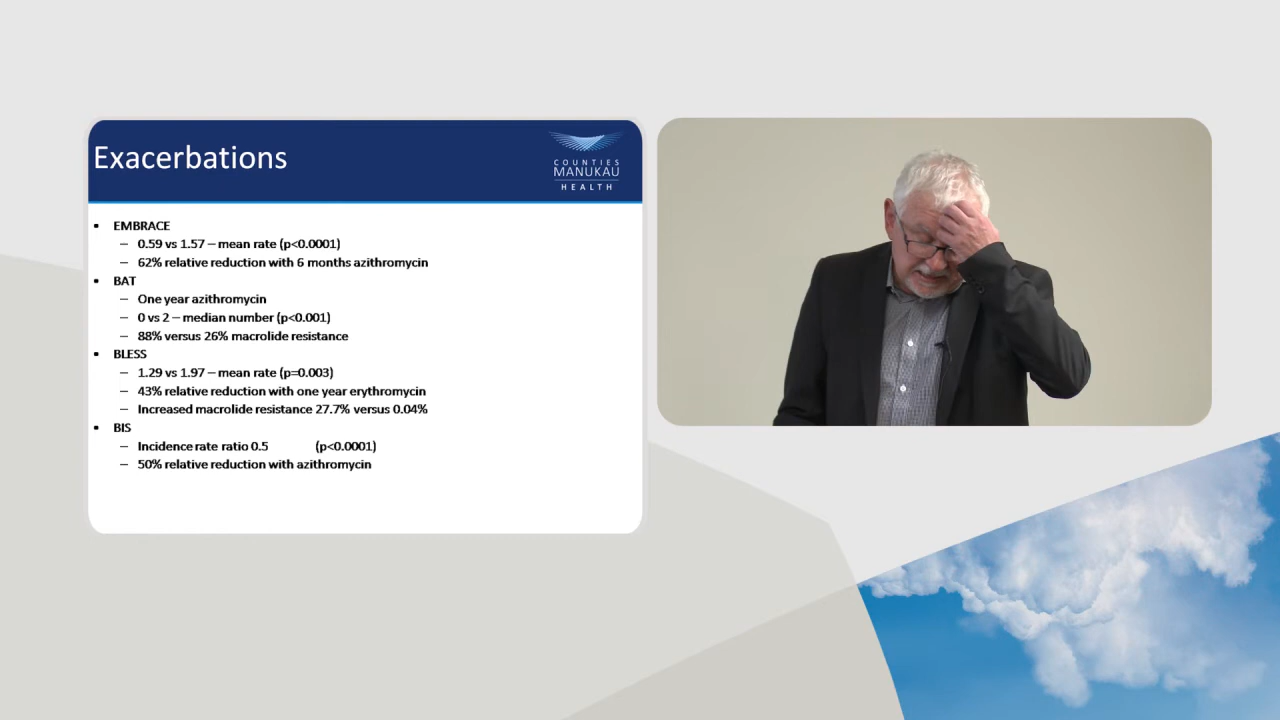 Exacerbations
COUNTIES
MANUKAU
HEALTH
▪ EMBRACE
– 0.59 vs 1.57 – mean rate (p<0.0001)
– 62% relative reduction with 6 months azithromycin
▪ BAT
– One year azithromycin
– 0 vs 2 – median number (p<0.001)
– 88% versus 26% macrolide resistance
▪ BLESS
– 1.29 vs 1.97 – mean rate (p=0.003)
– 43% relative reduction with one year erythromycin
– Increased macrolide resistance 27.7% versus 0.04%
▪ BIS
– Incidence rate ratio 0.5 (p<0.0001)
– 50% relative reduction with azithromycin